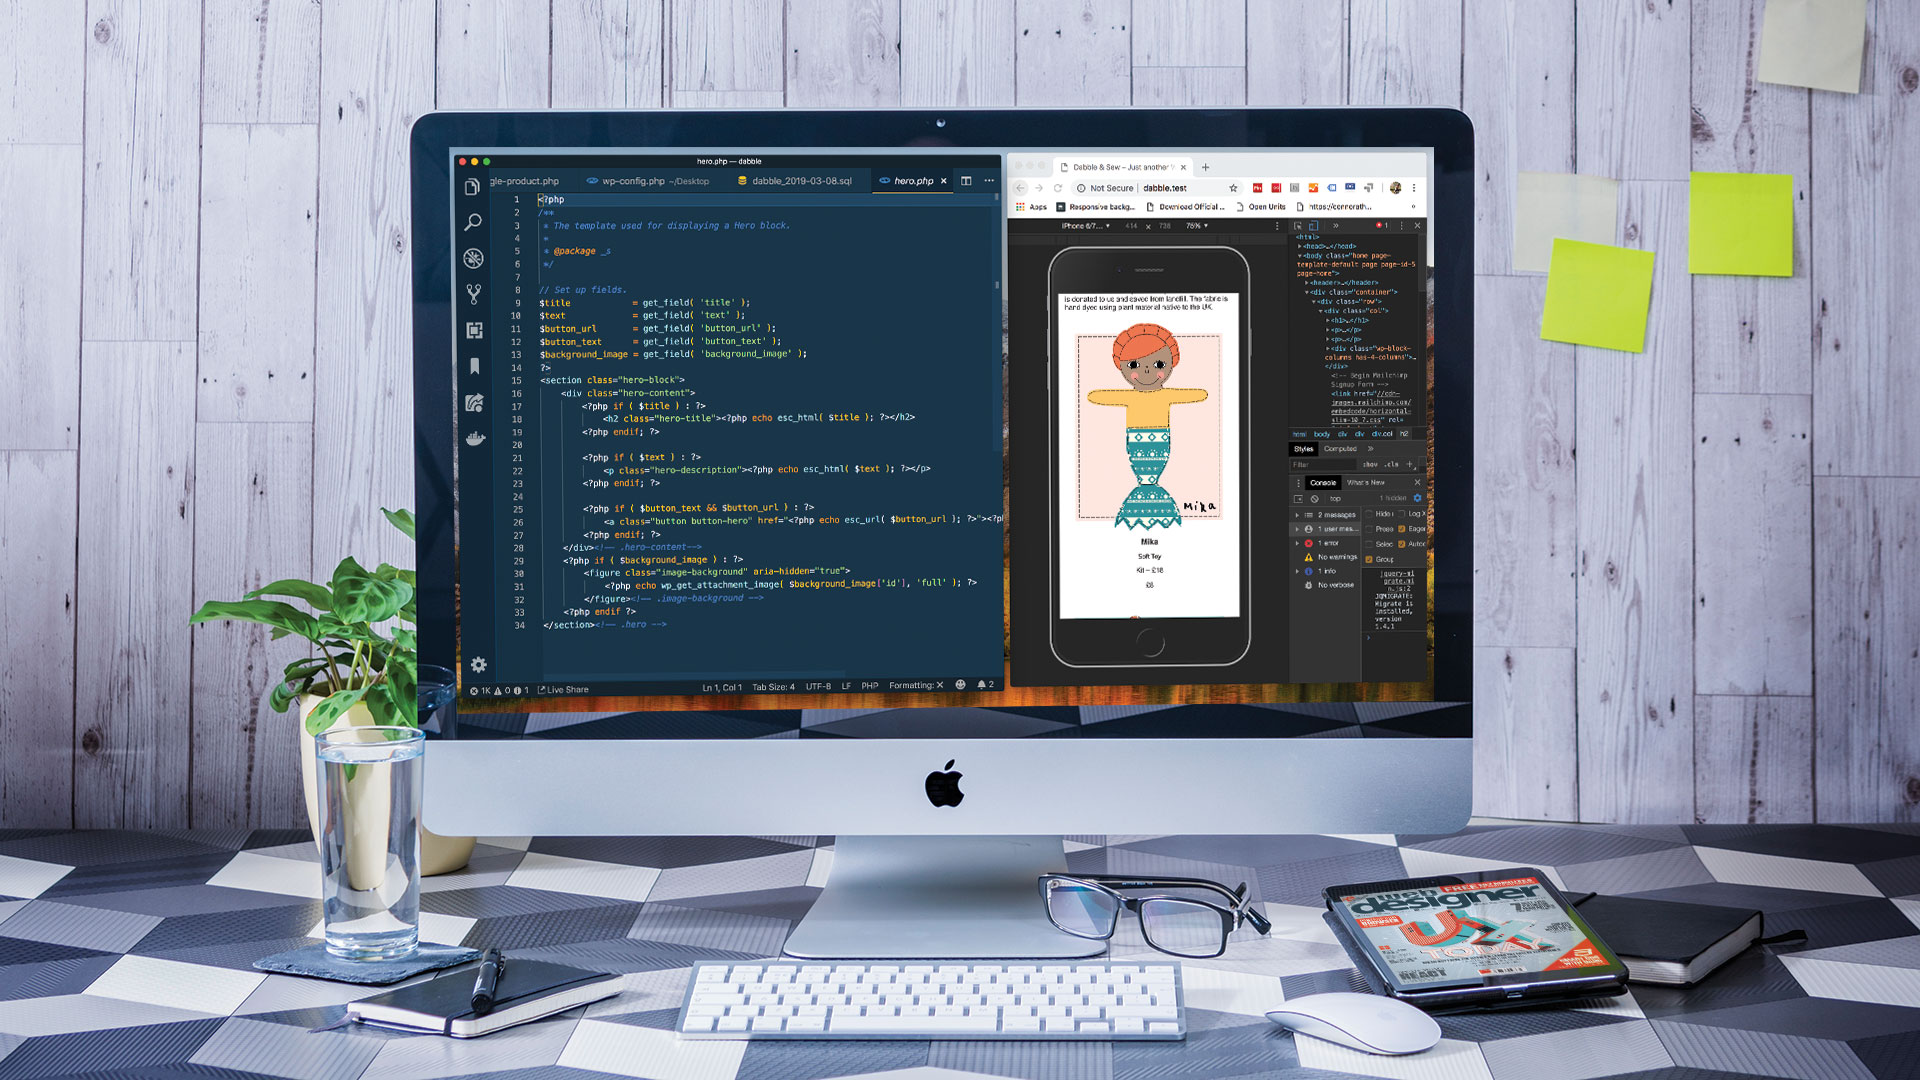 hero.php — dabble
gle-product.php
wp-config.php ~/Desktop
dabble_2019-03-08.sql
hero.php ×
1 <?php
2 /**
3 * The template used for displaying a Hero block.
4 *
5 * @package _s
6 */
7
8 // Set up fields.
9 $title = get_field( 'title' );
10 $text = get_field( 'text' );
11 $button_url = get_field( 'button_url' );
12 $button_text = get_field( 'button_text' );
13 $background_image = get_field( 'background_image' );
14 ?>
15 <section class="hero-block">
16 <div class="hero-content">
17 <?php if ( $title ) : ?>
18 <h2 class="hero-title"><?php echo esc_html( $title ); ?></h2>
19 <?php endif; ?>
20
21 <?php if ( $text ) : ?>
22 <p class="hero-description"><?php echo esc_html( $text ); ?></p>
23 <?php endif; ?>
24
25 <?php if ( $button_text && $button_url ) : ?>
26 <a class="button button-hero" href="<?php echo esc_url( $button_url ); ?>"><?p
27 <?php endif; ?>
28 </div><!-- .hero-content-->
29 <?php if ( $background_image ) : ?>
30 <figure class="image-background" aria-hidden="true">
31 <?php echo wp_get_attachment_image( $background_image['id'], 'full' ); ?>
32 </figure><!-- .image-background -->
33 <?php endif ?>
34 </section><!-- .hero -->
1K 0 1 Live Share
Ln 1, Col 1 Tab Size: 4 UTF-8 LF PHP Formatting: × 2
Dabble & Sew – Just another
Not Secure | dabble.test
Apps Responsive backg... Download Official ... Open Units https://connorath...
iPhone 6/7... 414 × 736 75%
is donated to us and saved from landfill. The fabric is
hand dyed using plant material native to the UK.
Mika
Mika
Soft Toy
Kit – £18
£8
<html>
<head>…</head>
<body class="home page-
template-default page page-id-5
page-home">
<header>…</header>
<div class="container">
<div class="row">
<div class="col">
<h1>…</h1>
<p>…</p>
<p>…</p>
<div class="wp-block-
columns has-4-columns">…
</div>
<!-- Begin Mailchimp
Signup Form -->
<link href="//cdn-
images.mailchimp.com/
embedcode/horizontal-
slim-10_7.css" rel=
html body div div div.col h2
Styles Computed
Filter :hov .cls +
Console What's New
top 1 hidden
2 messages
1 user mes...
1 error
No warnings
1 info
No verbose
Group
jquery-mi
grate.mi
n.js:2
JQMIGRATE:
Migrate is
installed,
version
1.4.1
FREE
web
designer
UX
READY